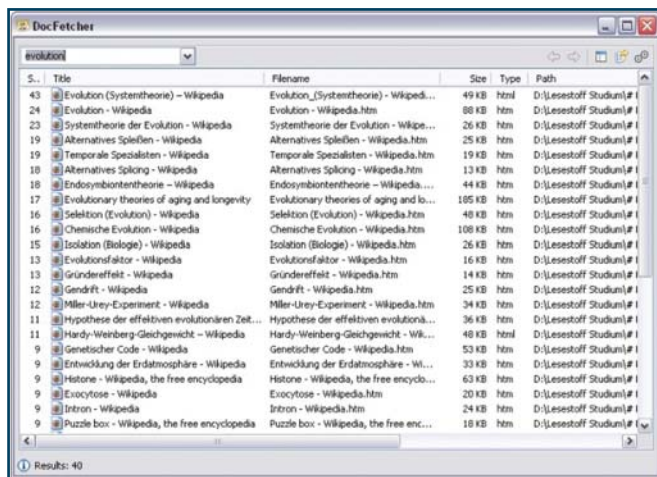 DocFetcher
evolution
S.. Title Filename Size Type Path
43 Evolution (Systemtheorie) – Wikipedia Evolution_(Systemtheorie) - Wikipedi... 49 KB html D:\Lesestoff Studium\# I
24 Evolution - Wikipedia Evolution - Wikipedia.htm 88 KB htm D:\Lesestoff Studium\# I
23 Systemtheorie der Evolution - Wikipedia Systemtheorie der Evolution - Wikipe... 26 KB htm D:\Lesestoff Studium\# I
19 Alternatives Spleißen - Wikipedia Alternatives Spleißen - Wikipedia.htm 25 KB htm D:\Lesestoff Studium\# I
19 Temporale Spezialisten - Wikipedia Temporale Spezialisten - Wikipedia.htm 19 KB htm D:\Lesestoff Studium\# I
18 Alternatives Splicing - Wikipedia Alternatives Splicing - Wikipedia.htm 13 KB htm D:\Lesestoff Studium\# I
18 Endosymbiontentheorie – Wikipedia Endosymbiontentheorie – Wikipedia.... 44 KB htm D:\Lesestoff Studium\# I
17 Evolutionary theories of aging and longevity Evolutionary theories of aging and lo... 185 KB htm D:\Lesestoff Studium\# I
16 Selektion (Evolution) - Wikipedia Selektion (Evolution) - Wikipedia.htm 48 KB htm D:\Lesestoff Studium\# I
16 Chemische Evolution - Wikipedia Chemische Evolution - Wikipedia.htm 108 KB htm D:\Lesestoff Studium\# I
15 Isolation (Biologie) - Wikipedia Isolation (Biologie) - Wikipedia.htm 26 KB htm D:\Lesestoff Studium\# I
13 Evolutionsfaktor - Wikipedia Evolutionsfaktor - Wikipedia.htm 16 KB htm D:\Lesestoff Studium\# I
13 Gründereffekt - Wikipedia Gründereffekt - Wikipedia.htm 14 KB htm D:\Lesestoff Studium\# I
12 Gendrift - Wikipedia Gendrift - Wikipedia.htm 25 KB htm D:\Lesestoff Studium\# I
12 Miller-Urey-Experiment - Wikipedia Miller-Urey-Experiment - Wikipedia.htm 34 KB htm D:\Lesestoff Studium\# I
11 Hypothese der effektiven evolutionären Zeit... Hypothese der effektiven evolutionä... 36 KB htm D:\Lesestoff Studium\# I
11 Hardy-Weinberg-Gleichgewicht – Wikipedia Hardy-Weinberg-Gleichgewicht – Wik... 48 KB html D:\Lesestoff Studium\# I
9 Genetischer Code - Wikipedia Genetischer Code - Wikipedia.htm 53 KB htm D:\Lesestoff Studium\# I
9 Entwicklung der Erdatmosphäre - Wikipedia Entwicklung der Erdatmosphäre - Wi... 33 KB htm D:\Lesestoff Studium\# I
9 Histone - Wikipedia, the free encyclopedia Histone - Wikipedia, the free encyclo... 63 KB htm D:\Lesestoff Studium\# I
9 Exocytose - Wikipedia Exocytose - Wikipedia.htm 20 KB htm D:\Lesestoff Studium\# I
9 Intron - Wikipedia Intron - Wikipedia.htm 24 KB htm D:\Lesestoff Studium\# I
9 Puzzle box - Wikipedia, the free encyclopedia Puzzle box - Wikipedia, the free enc... 18 KB htm D:\Lesestoff Studium\# I
Results: 40